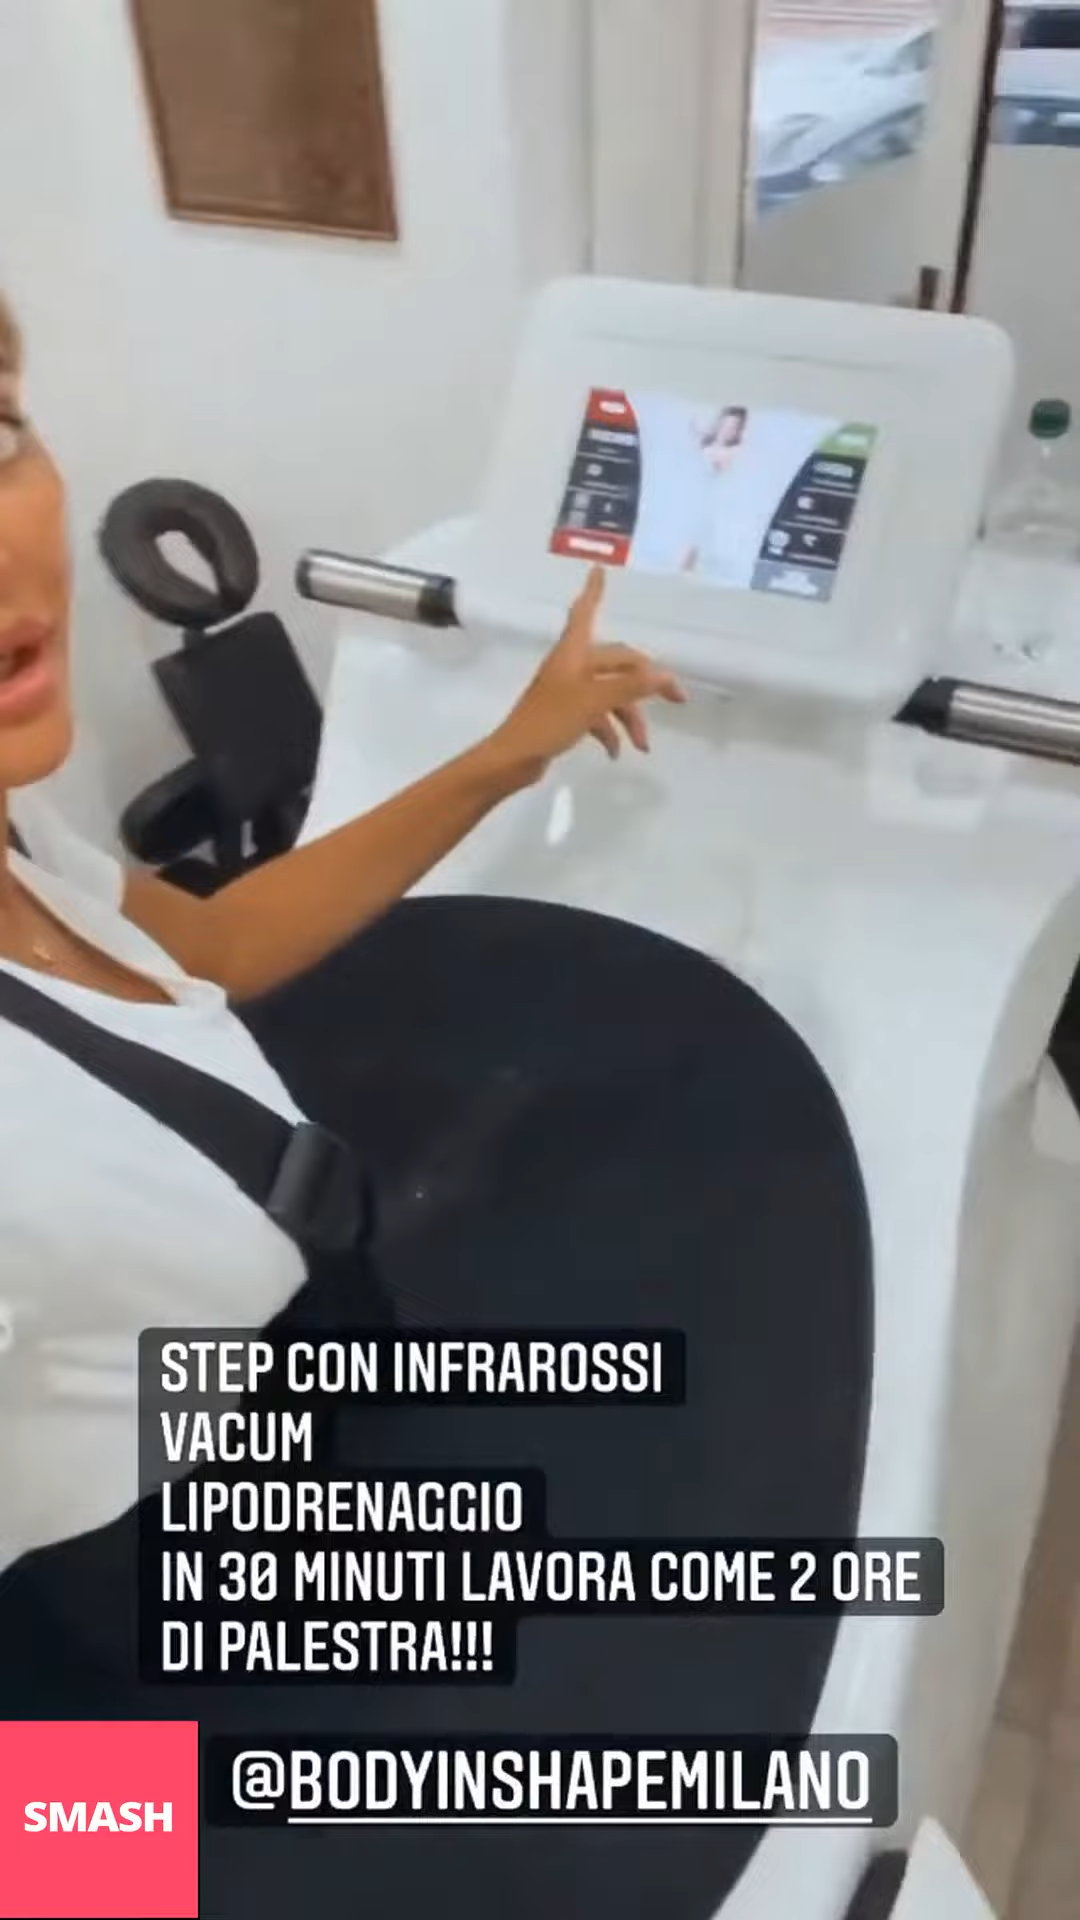 STEP CON INFRAROSSI
VACUM
LIPODRENAGGIO
IN 30 MINUTI LAVORA COME 2 ORE
DI PALESTRA!!!
@BODYINSHAPEMILANO
SMASH